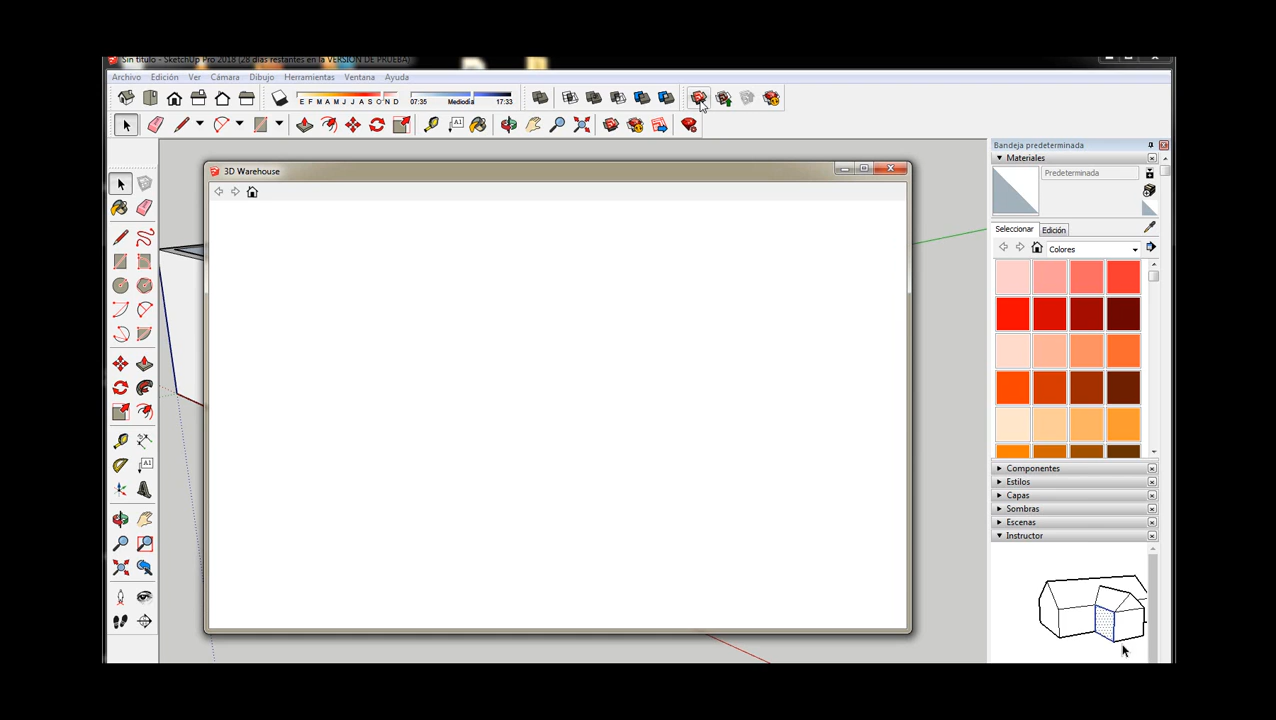 Sin título - SketchUp Pro 2018 (28 días restantes en la VERSIÓN DE PRUEBA)
Archivo Edición Ver Cámara Dibujo Herramientas Ventana Ayuda
E F M A M J J A S O N D
07:35 Mediodía 17:33
A1
Bandeja predeterminada
Materiales
3D Warehouse
Predeterminada
Seleccionar Edición
Colores
A1
Componentes
Estilos
Capas
Sombras
Escenas
Instructor